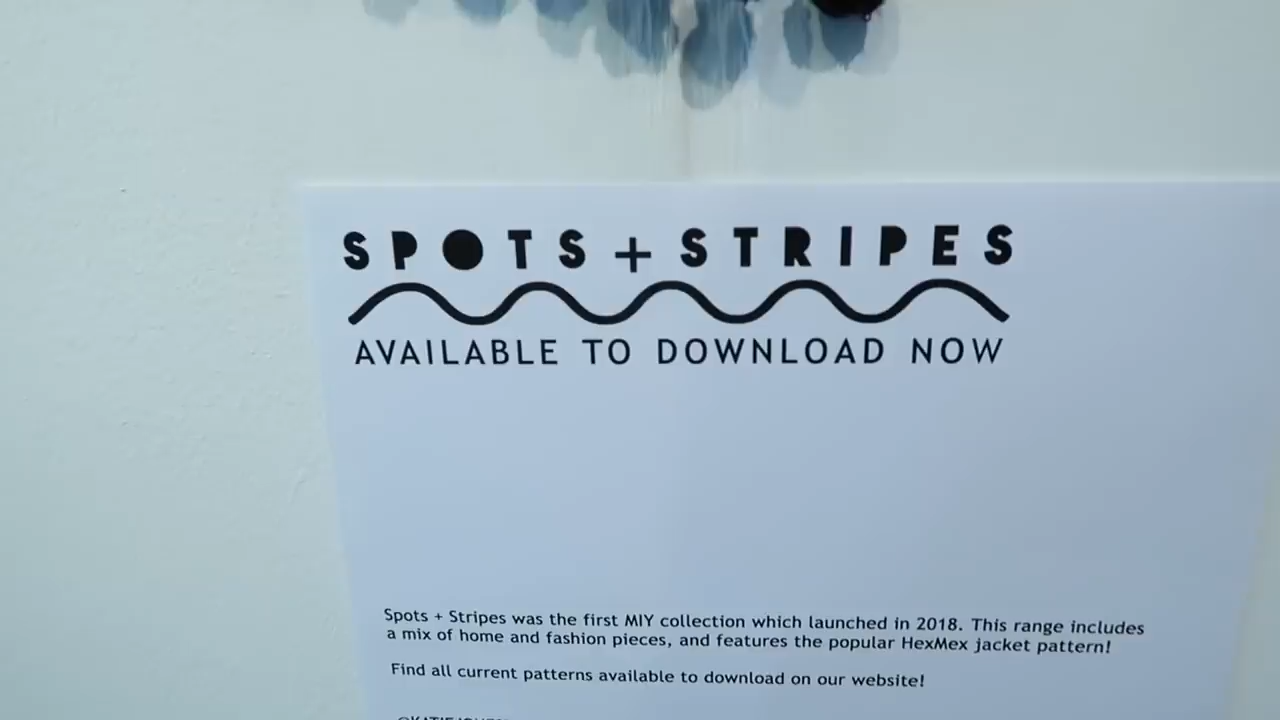 SPOTS + STRIPES
AVAILABLE TO DOWNLOAD NOW
Spots + Stripes was the first MIY collection which launched in 2018. This range includes
a mix of home and fashion pieces, and features the popular HexMex jacket pattern!
Find all current patterns available to download on our website!